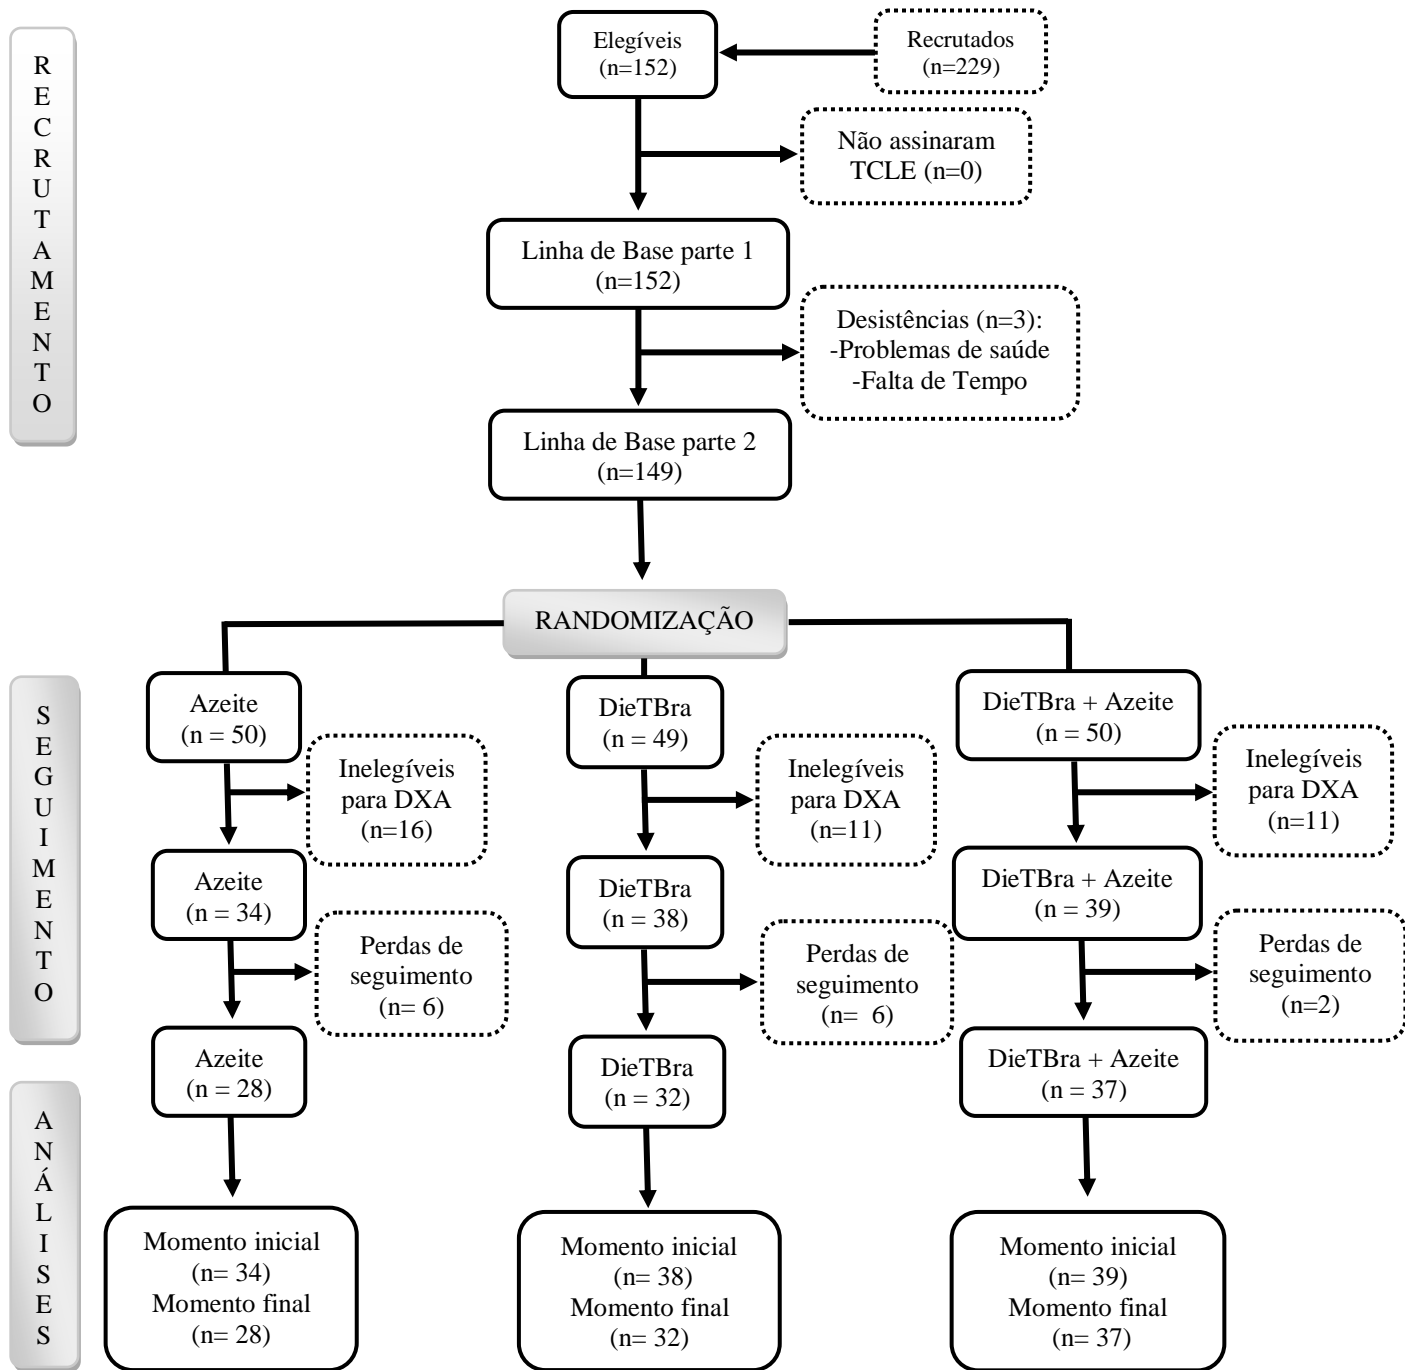 R
E
C
R
U
T
A
M
E
N
T
O
Elegíveis
(n=152)
Recrutados
(n=229)
Não assinaram
TCLE (n=0)
Linha de Base parte 1
(n=152)
Desistências (n=3):
-Problemas de saúde
-Falta de Tempo
Linha de Base parte 2
(n=149)
RANDOMIZAÇÃO
S
E
G
U
I
M
E
N
T
O
Azeite
(n = 50)
DieTBra
(n = 49)
DieTBra + Azeite
(n = 50)
Inelegíveis
para DXA
(n=16)
Inelegíveis
para DXA
(n=11)
Inelegíveis
para DXA
(n=11)
Azeite
(n = 34)
DieTBra
(n = 38)
DieTBra + Azeite
(n = 39)
Perdas de
seguimento
(n= 6)
Perdas de
seguimento
(n=  6)
Perdas de
seguimento
(n=2)
Azeite
(n = 28)
DieTBra
(n = 32)
DieTBra + Azeite
(n = 37)
A
N
Á
L
I
S
E
S
Momento inicial
(n= 34)
Momento final
(n= 28)
Momento inicial
(n= 38)
Momento final
(n= 32)
Momento inicial
(n= 39)
Momento final
(n= 37)